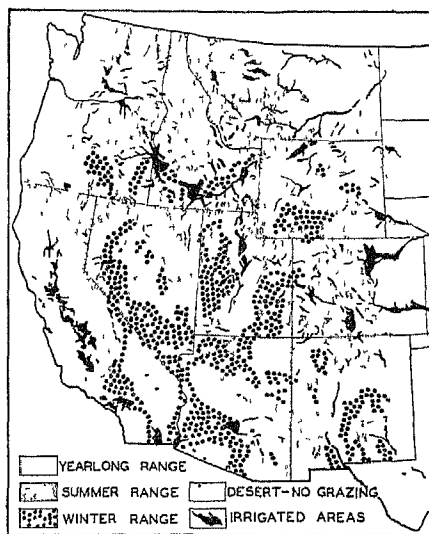 YEARLONG RANGE
SUMMER RANGE
DESERT-NO GRAZING
WINTER RANGE
IRRIGATED AREAS